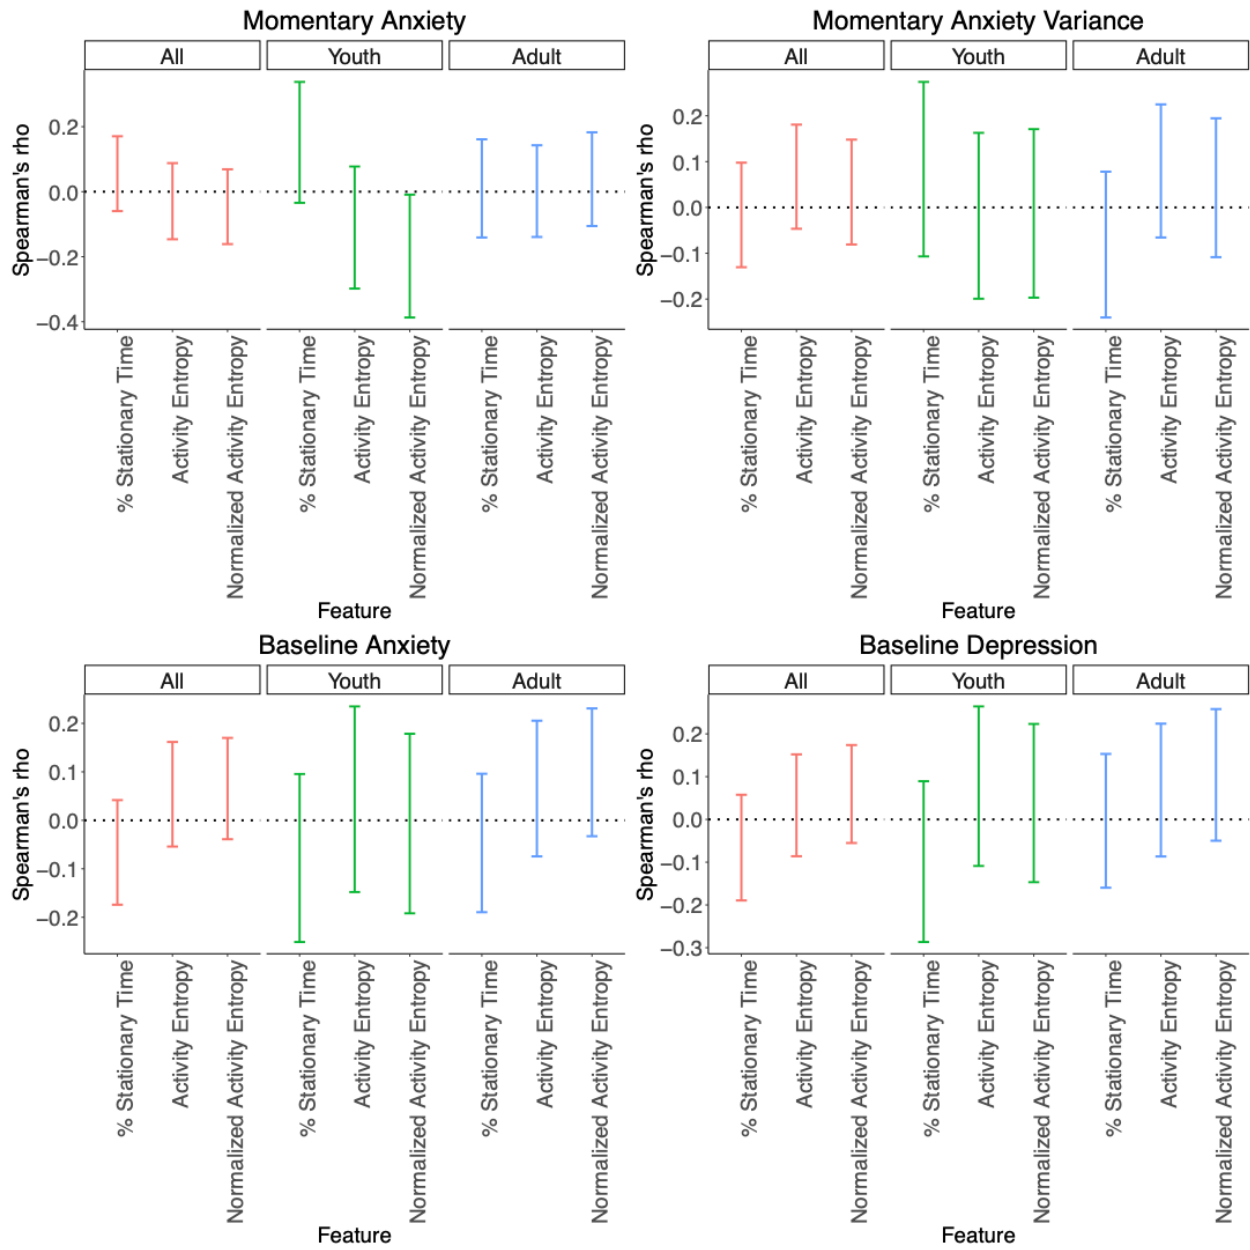 Momentary Anxiety
All Youth Adult
Spearman's rho
0.2
0.0
−0.2
−0.4
% Stationary Time
Activity Entropy
Normalized Activity Entropy
% Stationary Time
Activity Entropy
Normalized Activity Entropy
% Stationary Time
Activity Entropy
Normalized Activity Entropy
Feature
Momentary Anxiety Variance
All Youth Adult
Spearman's rho
0.2
0.1
0.0
−0.1
−0.2
% Stationary Time
Activity Entropy
Normalized Activity Entropy
% Stationary Time
Activity Entropy
Normalized Activity Entropy
% Stationary Time
Activity Entropy
Normalized Activity Entropy
Feature
Baseline Anxiety
All Youth Adult
Spearman's rho
0.2
0.1
0.0
−0.1
−0.2
% Stationary Time
Activity Entropy
Normalized Activity Entropy
% Stationary Time
Activity Entropy
Normalized Activity Entropy
% Stationary Time
Activity Entropy
Normalized Activity Entropy
Feature
Baseline Depression
All Youth Adult
Spearman's rho
0.2
0.1
0.0
−0.1
−0.2
−0.3
% Stationary Time
Activity Entropy
Normalized Activity Entropy
% Stationary Time
Activity Entropy
Normalized Activity Entropy
% Stationary Time
Activity Entropy
Normalized Activity Entropy
Feature